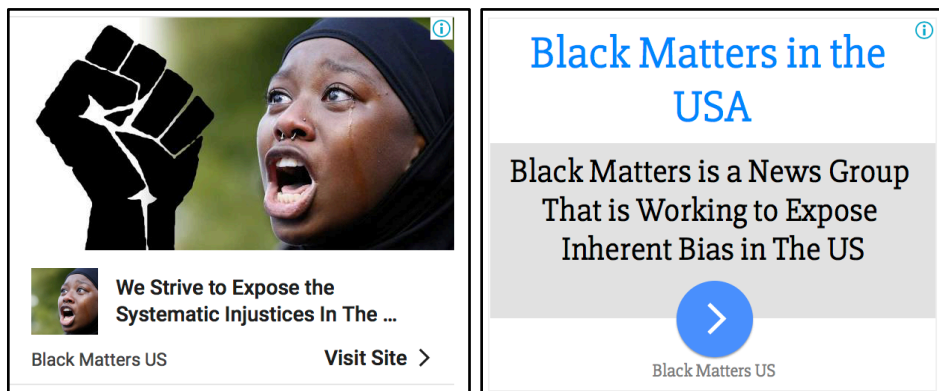 We Strive to Expose the
Systematic Injustices In The ...
Black Matters US
Visit Site
Black Matters in the
USA
Black Matters is a News Group
That is Working to Expose
Inherent Bias in The US
Black Matters US